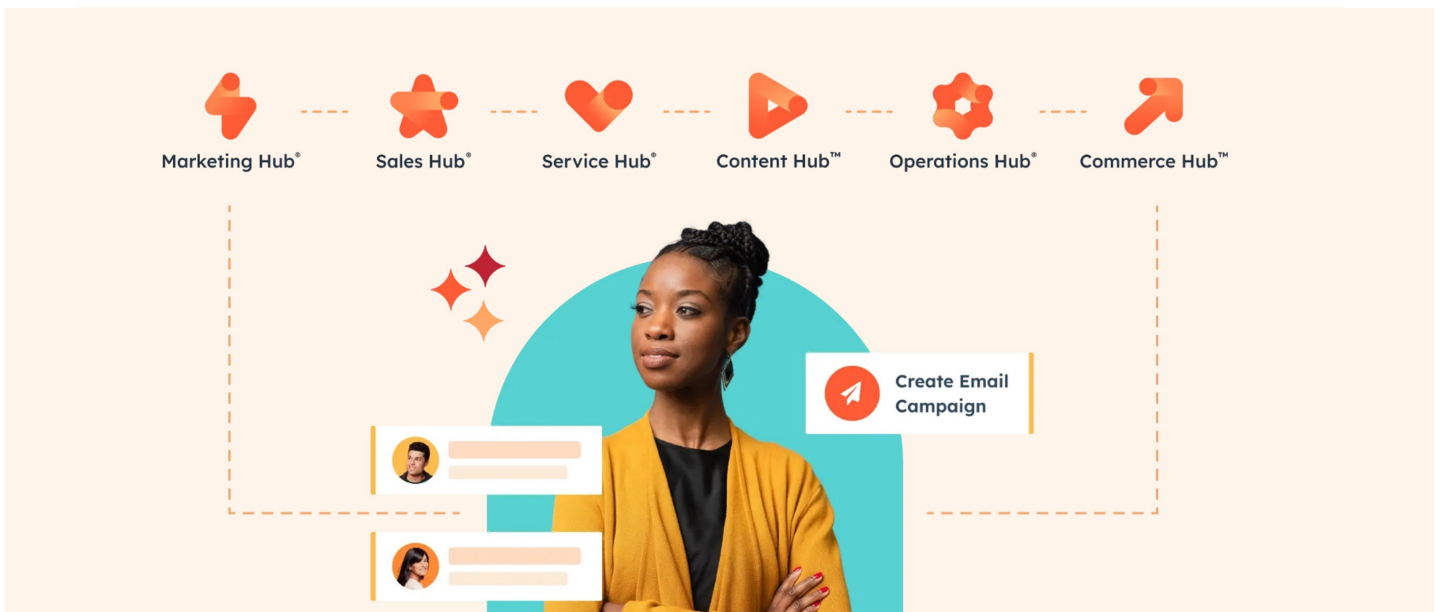 Marketing Hub®
Sales Hub®
Service Hub®
Content Hub™
Operations Hub®
Commerce Hub™
Create Email
Campaign